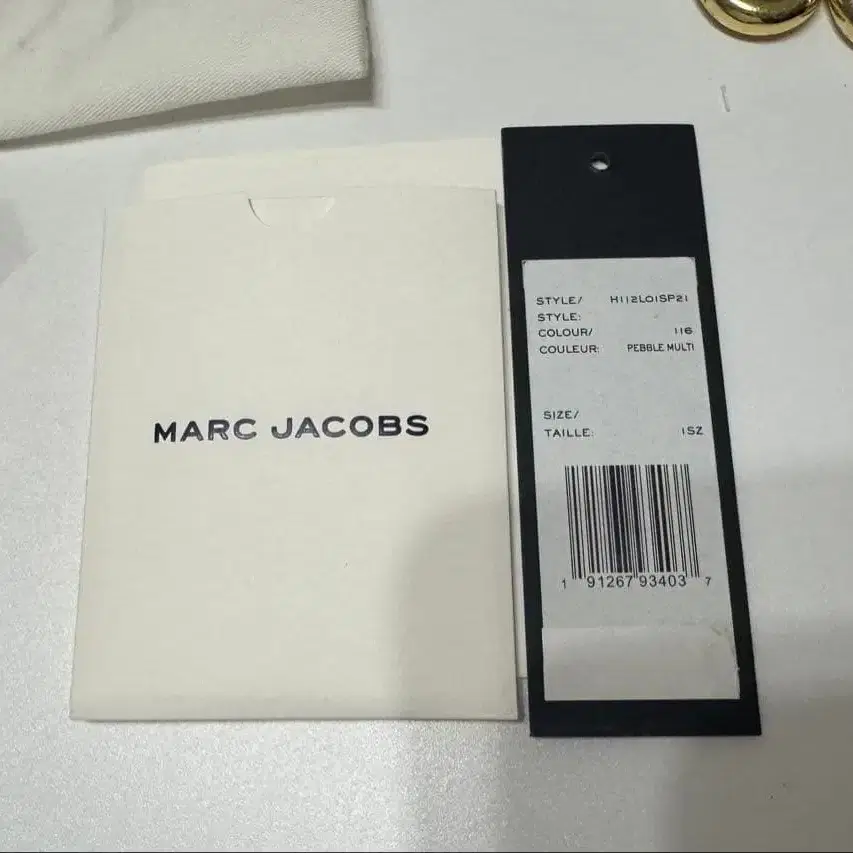 MARC JACOBS
STYLE/ H112L01SP21
STYLE:
COLOUR/ 116
COULEUR: PEBBLE MULTI
SIZE/
TAILLE: 1SZ
1 91267 93403 7